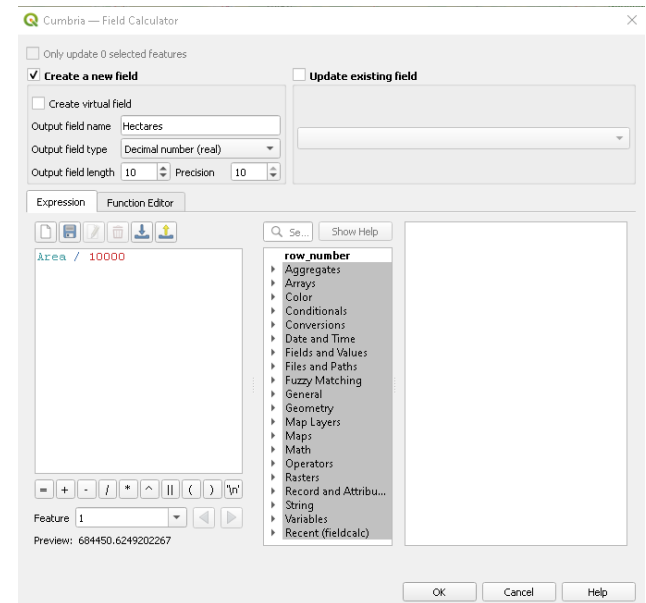 Cumbria — Field Calculator
Only update 0 selected features
Create a new field
Update existing field
Create virtual field
Output field name Hectares
Output field type Decimal number (real)
Output field length 10 Precision 10
Expression Function Editor
Se... Show Help
Area / 10000
row_number
Aggregates
Arrays
Color
Conditionals
Conversions
Date and Time
Fields and Values
Files and Paths
Fuzzy Matching
General
Geometry
Map Layers
Maps
Math
Operators
Rasters
Record and Attribu...
String
Variables
Recent (fieldcalc)
= + - / * ^ || ( ) '\n'
Feature 1
Preview: 684450.6249202267
OK Cancel Help